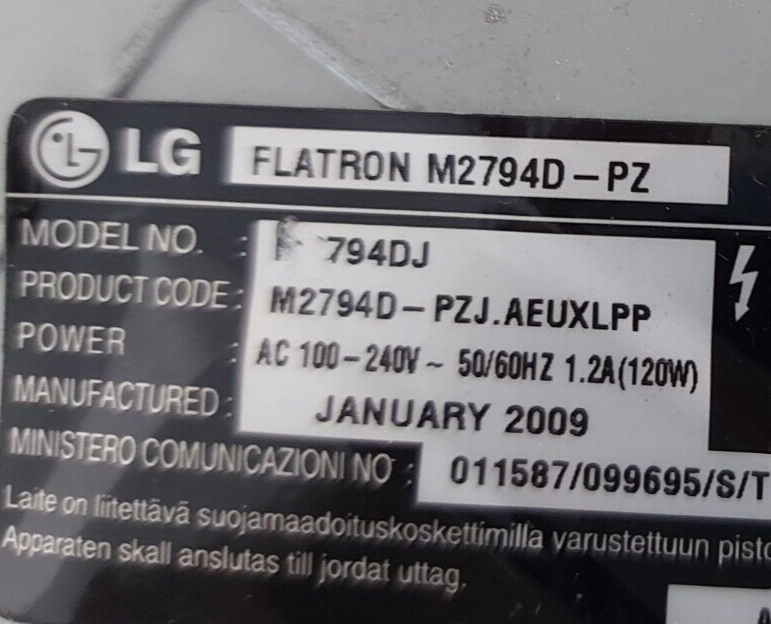 LG FLATRON M2794D-PZ
MODEL NO. : 794DJ
PRODUCT CODE : M2794D-PZJ.AEUXLPP
POWER : AC 100-240V ~ 50/60HZ 1.2A(120W)
MANUFACTURED : JANUARY 2009
MINISTERO COMUNICAZIONI NO : 011587/099695/S/T
Laite on liitettävä suojamaadoituskoskettimilla varustettuun pisto
Apparaten skall anslutas till jordat uttag.